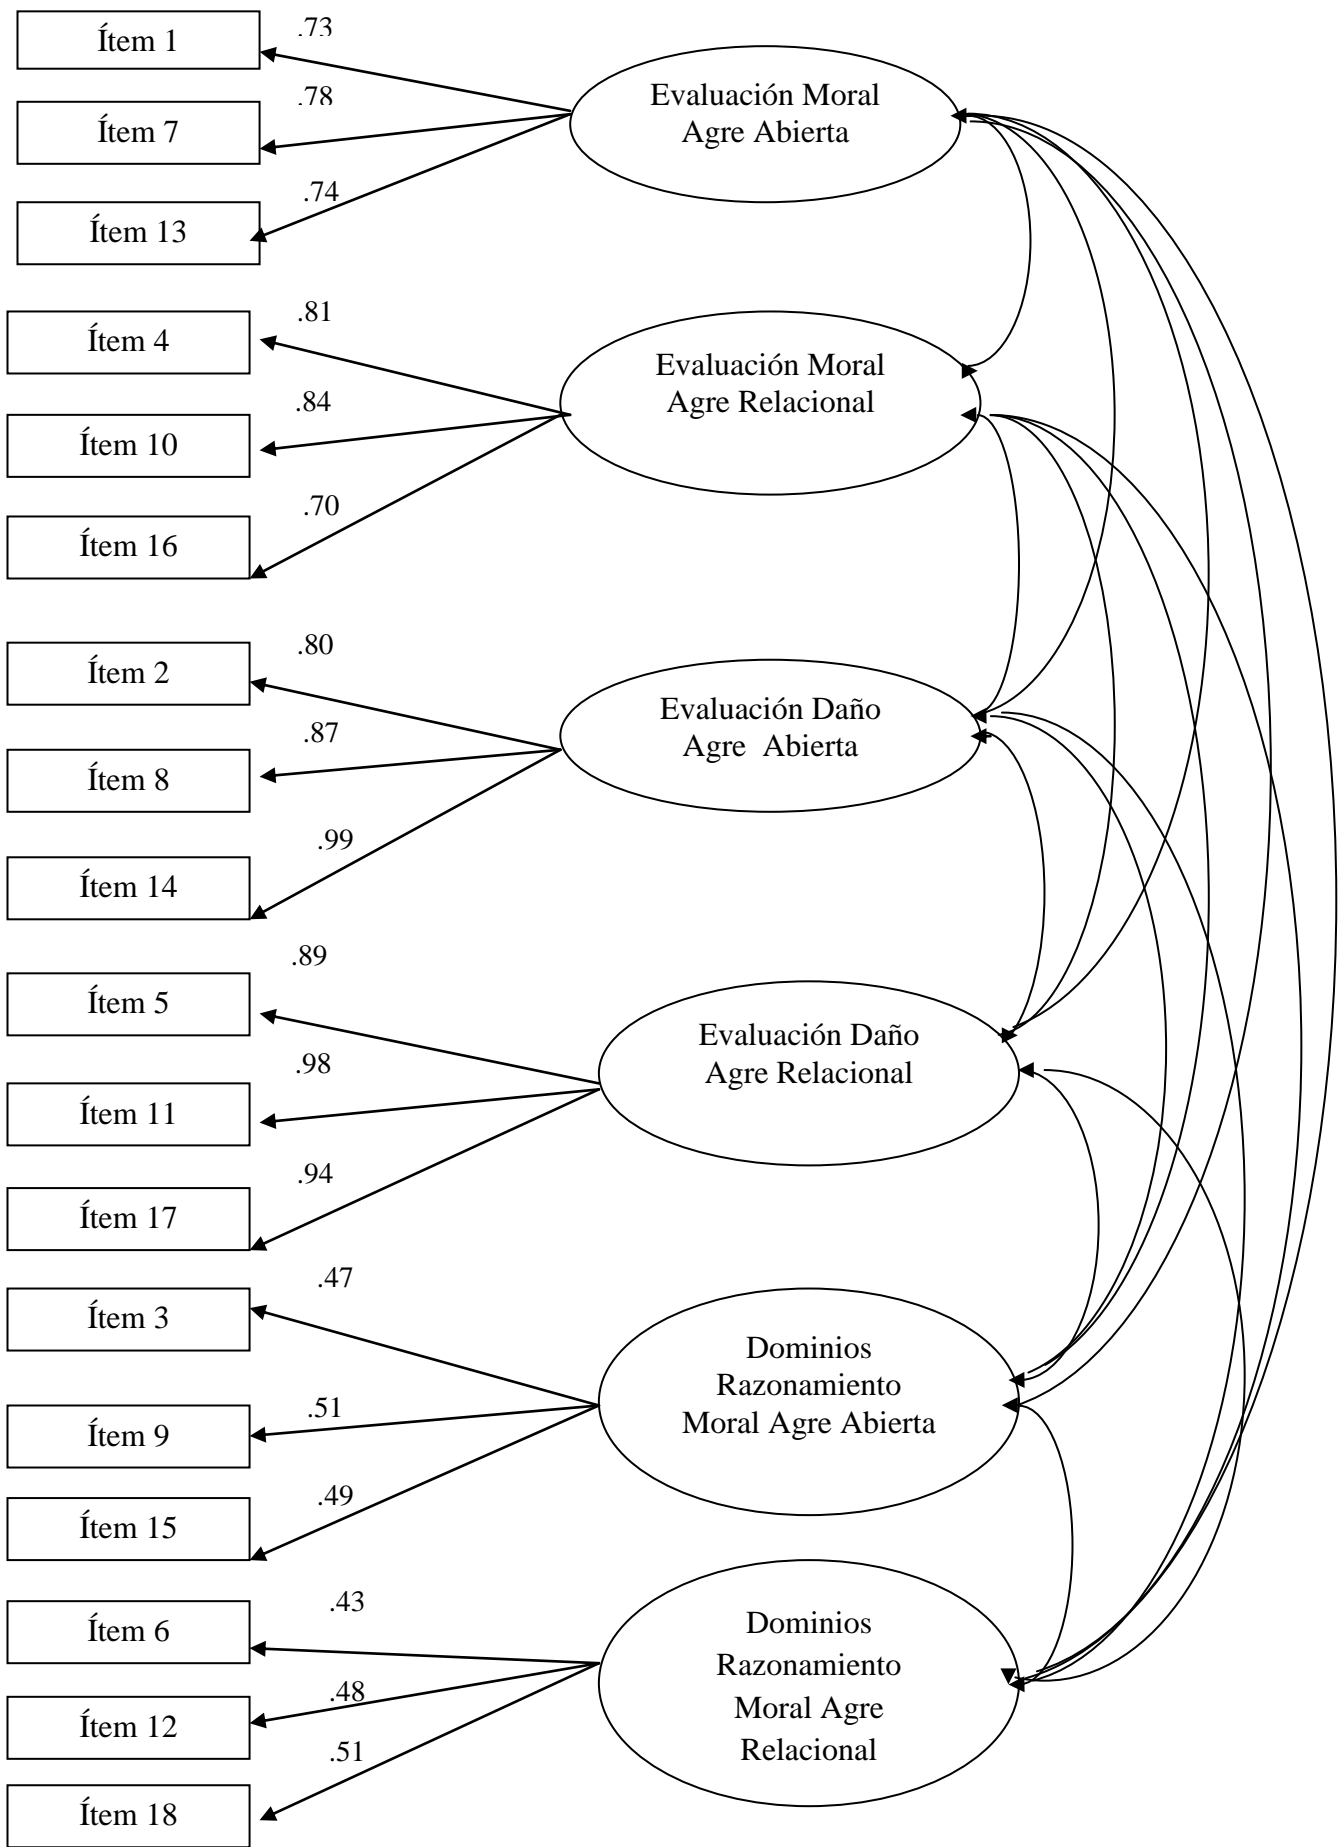 Ítem 1
.73
Ítem 7
.78
Ítem 13
.74
Evaluación Moral
Agre Abierta
Ítem 4
.81
Ítem 10
.84
Ítem 16
.70
Evaluación Moral
Agre Relacional
Ítem 2
.80
Ítem 8
.87
Ítem 14
.99
Evaluación Daño
Agre Abierta
Ítem 5
.89
Ítem 11
.98
Ítem 17
.94
Evaluación Daño
Agre Relacional
Ítem 3
.47
Ítem 9
.51
Ítem 15
.49
Dominios
Razonamiento
Moral Agre Abierta
Ítem 6
.43
Ítem 12
.48
Ítem 18
.51
Dominios
Razonamiento
Moral Agre
Relacional